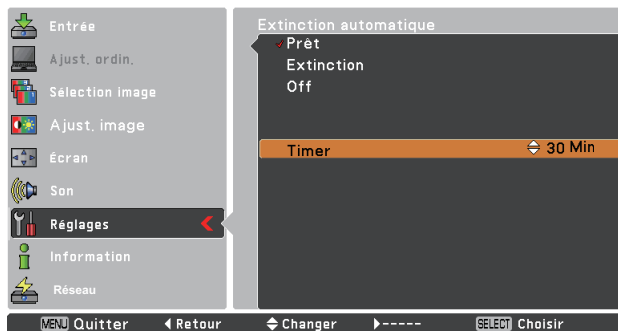 Entrée
Ajust. ordin.
Sélection image
Ajust. image
Écran
Son
Réglages
Information
Réseau
Extinction automatique
Prêt
Extinction
Off
Timer 30 Min
MENU Quitter Retour Changer ----- SELECT Choisir